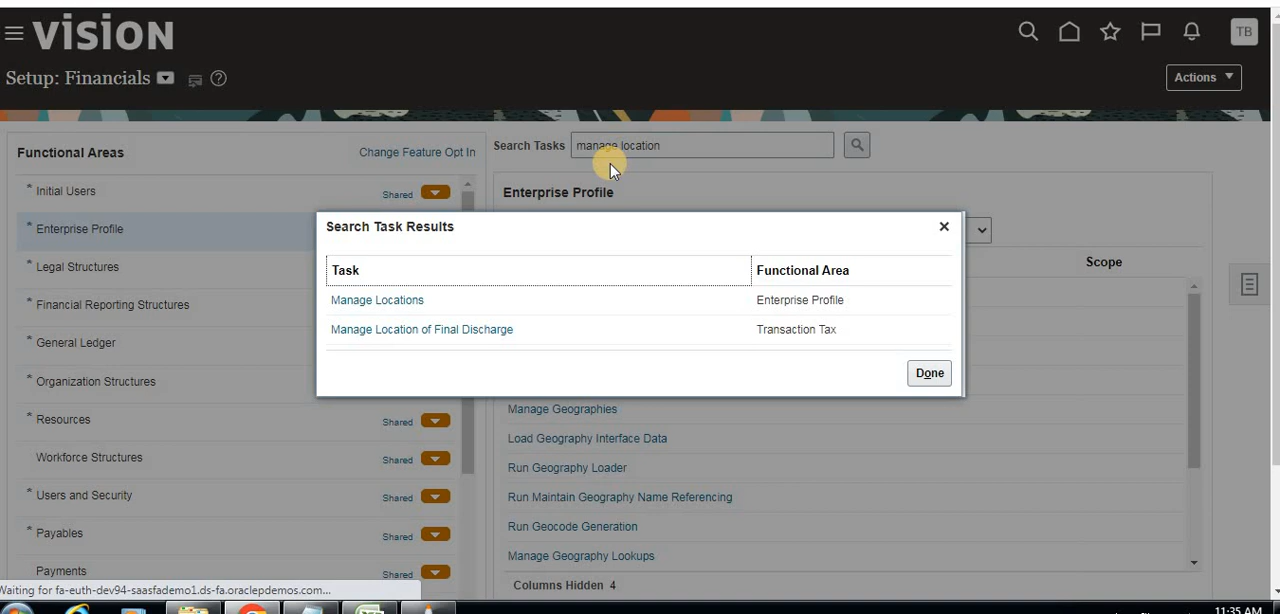 VISION
TB
Setup: Financials
Actions
Functional Areas
Change Feature Opt In
Search Tasks manage location
* Initial Users Shared
Enterprise Profile
* Enterprise Profile
Search Task Results
* Legal Structures
Scope
Task Functional Area
* Financial Reporting Structures
Manage Locations Enterprise Profile
Manage Location of Final Discharge Transaction Tax
* General Ledger
* Organization Structures
Done
Manage Geographies
* Resources Shared
Load Geography Interface Data
Workforce Structures Shared
Run Geography Loader
* Users and Security Shared
Run Maintain Geography Name Referencing
Run Geocode Generation
* Payables Shared
Manage Geography Lookups
Payments Shared
Columns Hidden 4
Waiting for fa-euth-dev94-saasfademo1.ds-fa.oraclepdemos.com...
11:35 AM